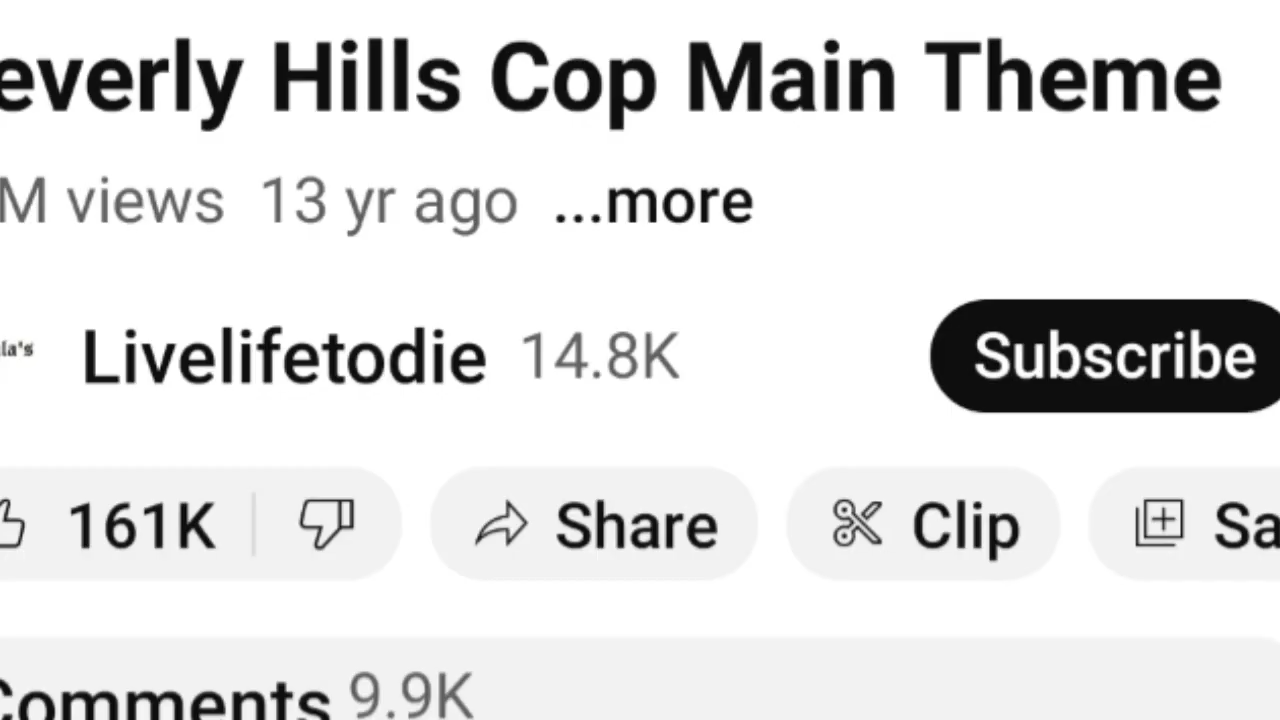 everly Hills Cop Main Theme
M views 13 yr ago ...more
la's Livelifetodie 14.8K Subscribe
161K Share Clip Sa
Comments 9.9K